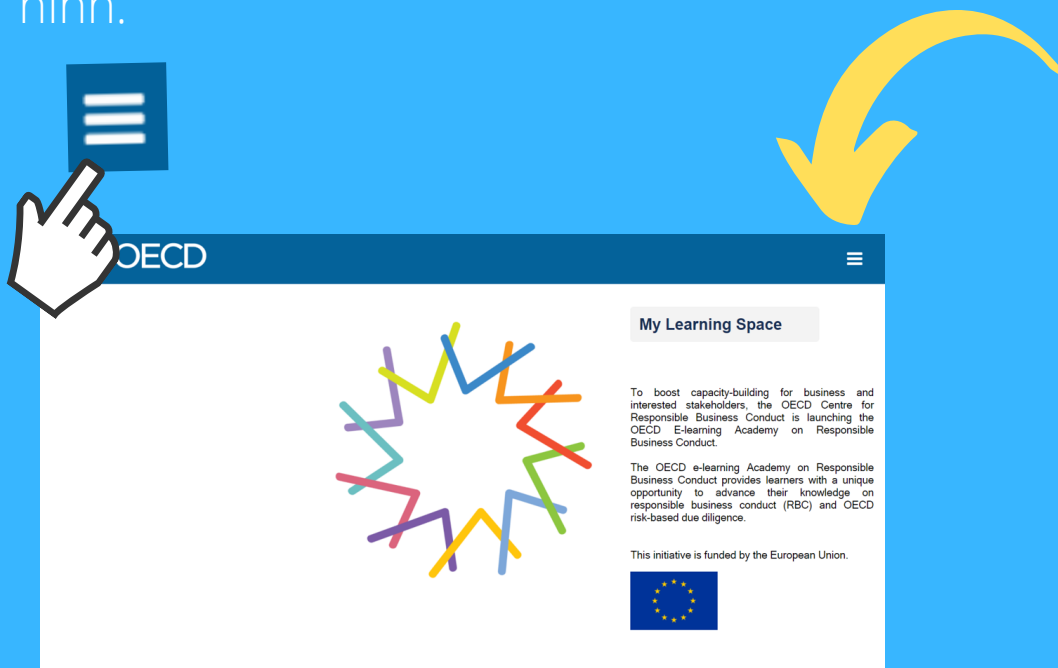 hình.
OECD
My Learning Space
To boost capacity-building for business and
interested stakeholders, the OECD Centre for
Responsible Business Conduct is launching the
OECD E-learning Academy on Responsible
Business Conduct.
The OECD e-learning Academy on Responsible
Business Conduct provides learners with a unique
opportunity to advance their knowledge on
responsible business conduct (RBC) and OECD
risk-based due diligence.
This initiative is funded by the European Union.